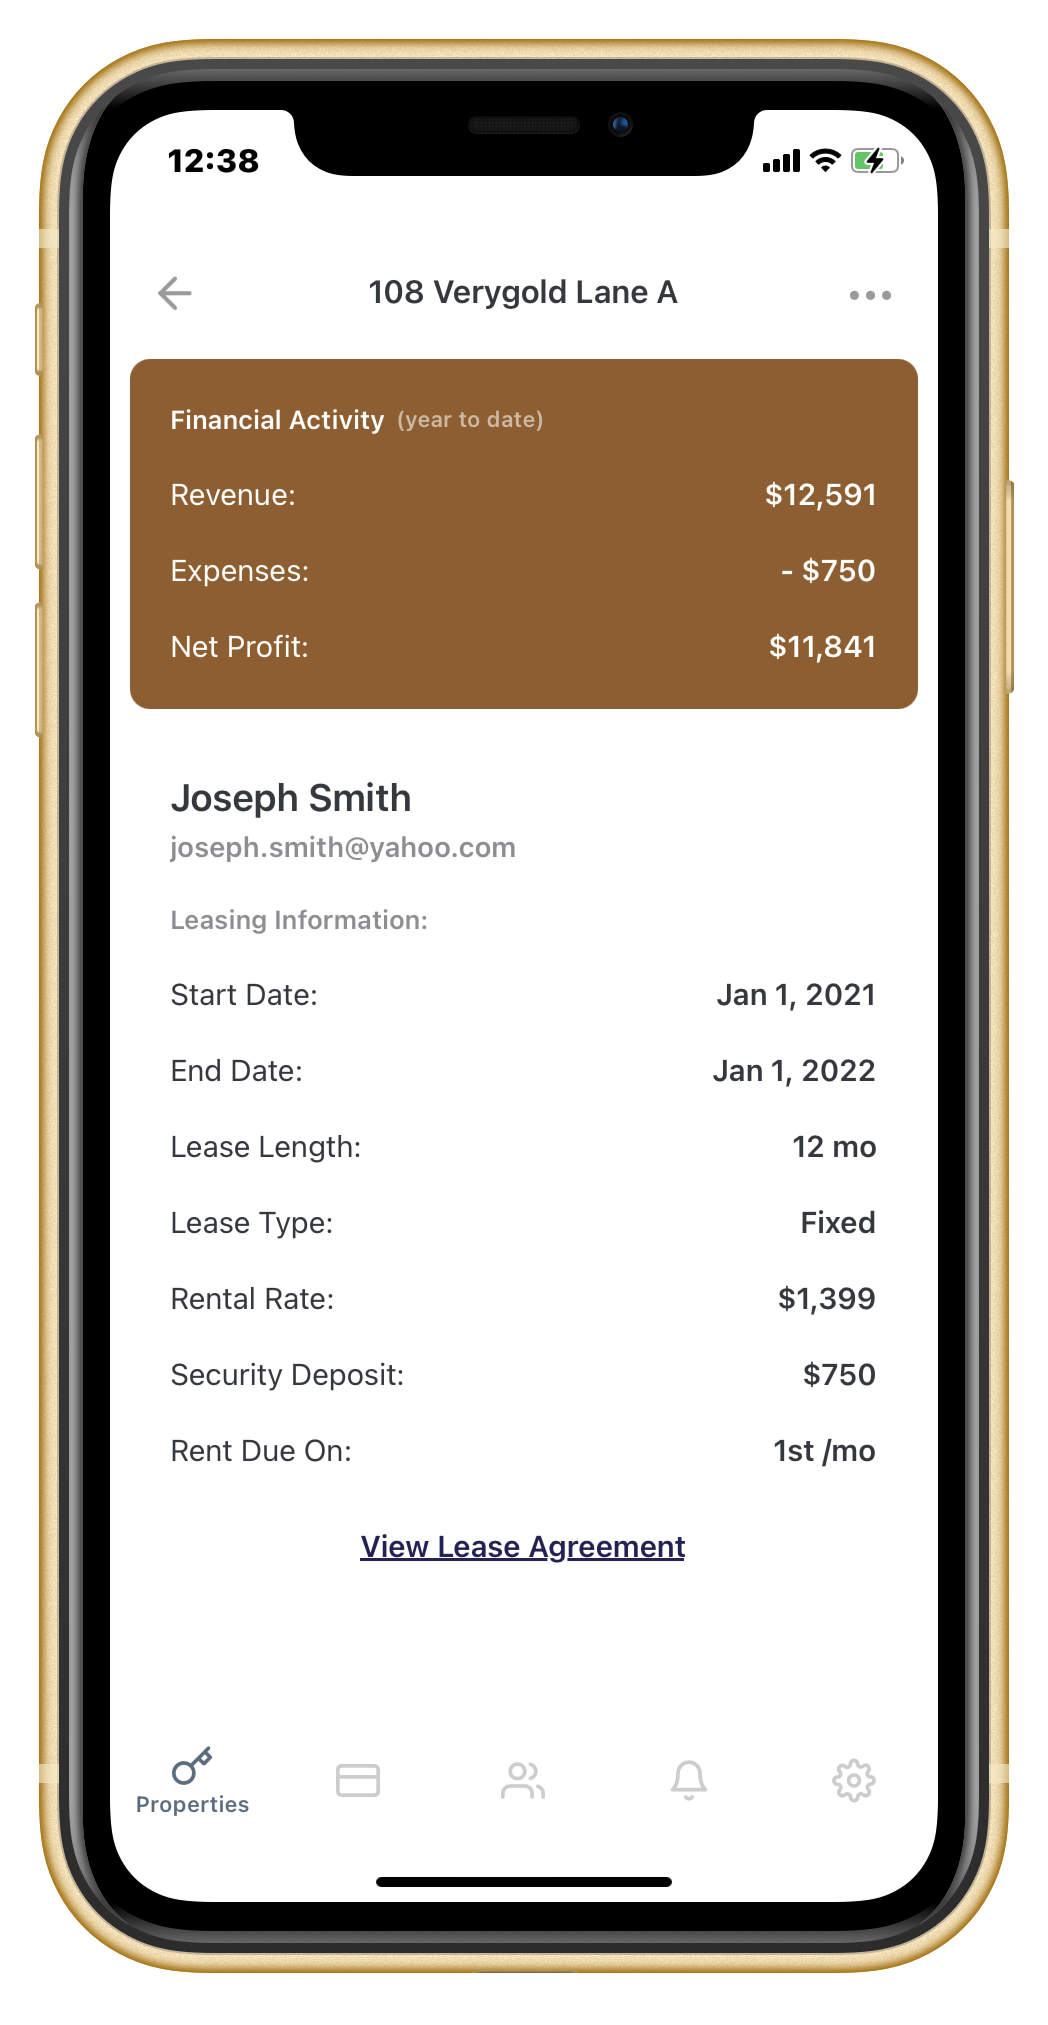 12:38
108 Verygold Lane A
Financial Activity (year to date)
Revenue: $12,591
Expenses: - $750
Net Profit: $11,841
Joseph Smith
joseph.smith@yahoo.com
Leasing Information:
Start Date: Jan 1, 2021
End Date: Jan 1, 2022
Lease Length: 12 mo
Lease Type: Fixed
Rental Rate: $1,399
Security Deposit: $750
Rent Due On: 1st /mo
View Lease Agreement
Properties